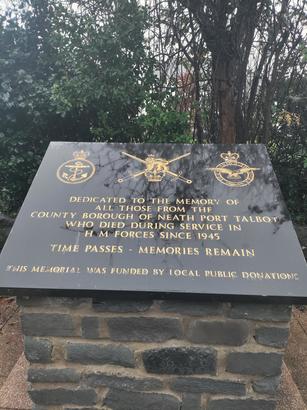 DEDICATED TO THE MEMORY OF
ALL THOSE FROM THE
COUNTY BOROUGH OF NEATH PORT TALBOT
WHO DIED DURING SERVICE IN
H M FORCES SINCE 1945
TIME PASSES - MEMORIES REMAIN
THIS MEMORIAL WAS FUNDED BY LOCAL PUBLIC DONATIONS